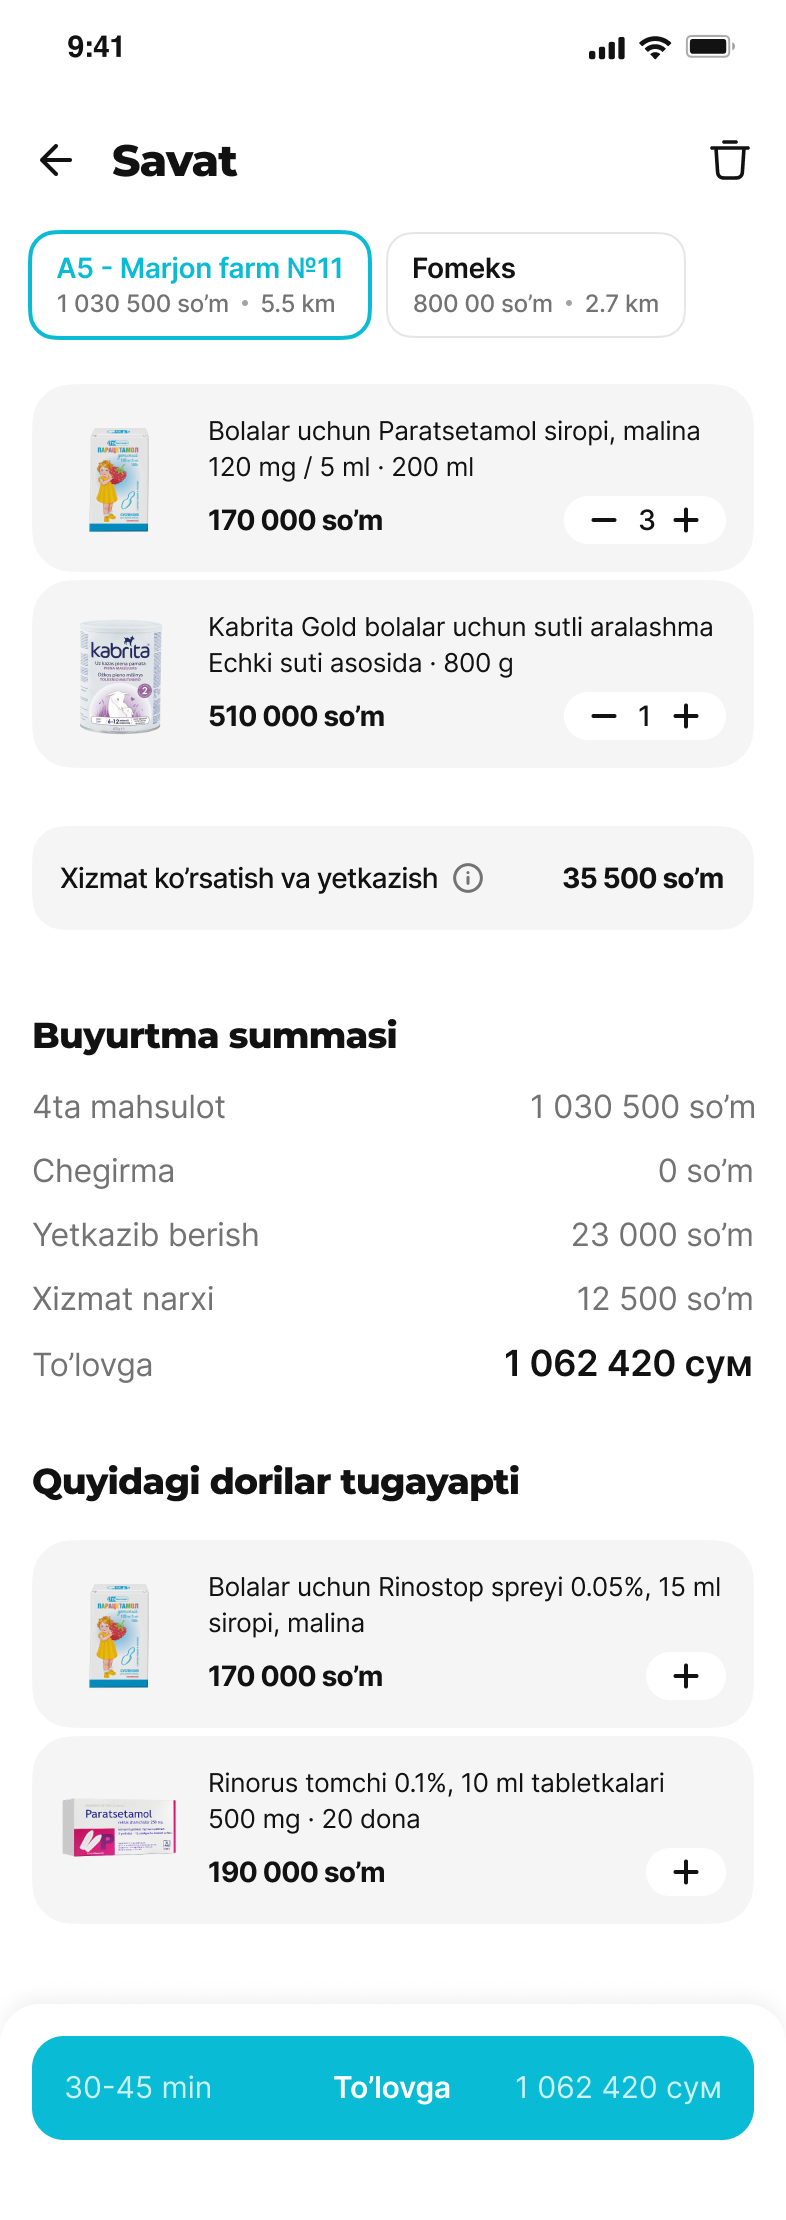 9:41
Savat
A5 - Marjon farm №11
1 030 500 so’m • 5.5 km
Fomeks
800 00 so’m • 2.7 km
ПАРАЦЕТАМОЛ
Bolalar uchun Paratsetamol siropi, malina
120 mg / 5 ml · 200 ml
170 000 so’m
3
kabrita
2
Kabrita Gold bolalar uchun sutli aralashma
Echki suti asosida · 800 g
510 000 so’m
1
Xizmat ko’rsatish va yetkazish
35 500 so’m
Buyurtma summasi
4ta mahsulot
1 030 500 so’m
Chegirma
0 so’m
Yetkazib berish
23 000 so’m
Xizmat narxi
12 500 so’m
To’lovga
1 062 420 сум
Quyidagi dorilar tugayapti
ПАРАЦЕТАМОЛ
Bolalar uchun Rinostop spreyi 0.05%, 15 ml
siropi, malina
170 000 so’m
Paratsetamol
Rinorus tomchi 0.1%, 10 ml tabletkalari
500 mg · 20 dona
190 000 so’m
30-45 min
To’lovga
1 062 420 сум